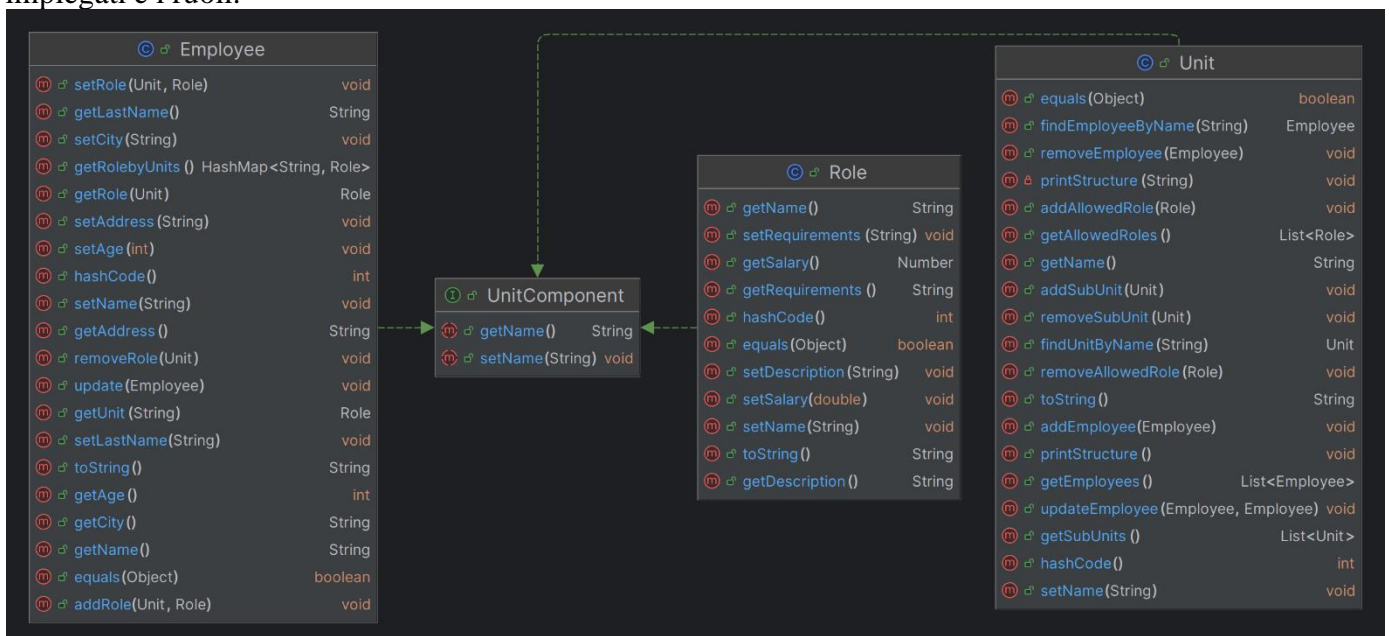 impiegati e i ruoli.
Employee
setRole(Unit, Role) void
getLastName() String
setCity(String) void
getRolebyUnits () HashMap<String, Role>
getRole(Unit) Role
setAddress(String) void
setAge(int) void
hashCode() int
setName(String) void
getAddress() String
removeRole(Unit) void
update(Employee) void
getUnit (String) Role
setLastName(String) void
toString() String
getAge() int
getCity() String
getName() String
equals(Object) boolean
addRole(Unit, Role) void
UnitComponent
getName() String
setName(String) void
Role
getName() String
setRequirements (String) void
getSalary() Number
getRequirements () String
hashCode() int
equals(Object) boolean
setDescription(String) void
setSalary(double) void
setName(String) void
toString() String
getDescription() String
Unit
equals(Object) boolean
findEmployeeByName(String) Employee
removeEmployee(Employee) void
printStructure (String) void
addAllowedRole(Role) void
getAllowedRoles () List<Role>
getName() String
addSubUnit(Unit) void
removeSubUnit (Unit) void
findUnitByName(String) Unit
removeAllowedRole(Role) void
toString() String
addEmployee(Employee) void
printStructure () void
getEmployees () List<Employee>
updateEmployee(Employee, Employee) void
getSubUnits () List<Unit>
hashCode() int
setName(String) void